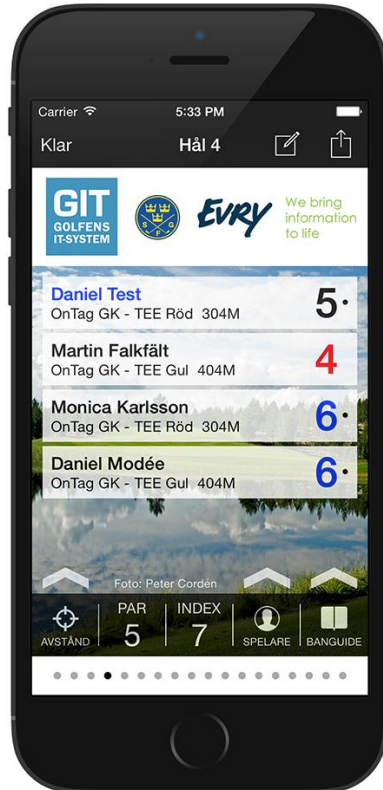 Carrier 5:33 PM
Klar Hål 4
GIT
GOLFENS
IT-SYSTEM
S G F
EVRY
We bring
information
to life
Daniel Test 5·
OnTag GK - TEE Röd 304M
Martin Falkfält 4
OnTag GK - TEE Gul 404M
Monica Karlsson 6·
OnTag GK - TEE Röd 304M
Daniel Modée 6·
OnTag GK - TEE Gul 404M
Foto: Peter Cordén
AVSTÅND PAR 5 INDEX 7 SPELARE BANGUIDE